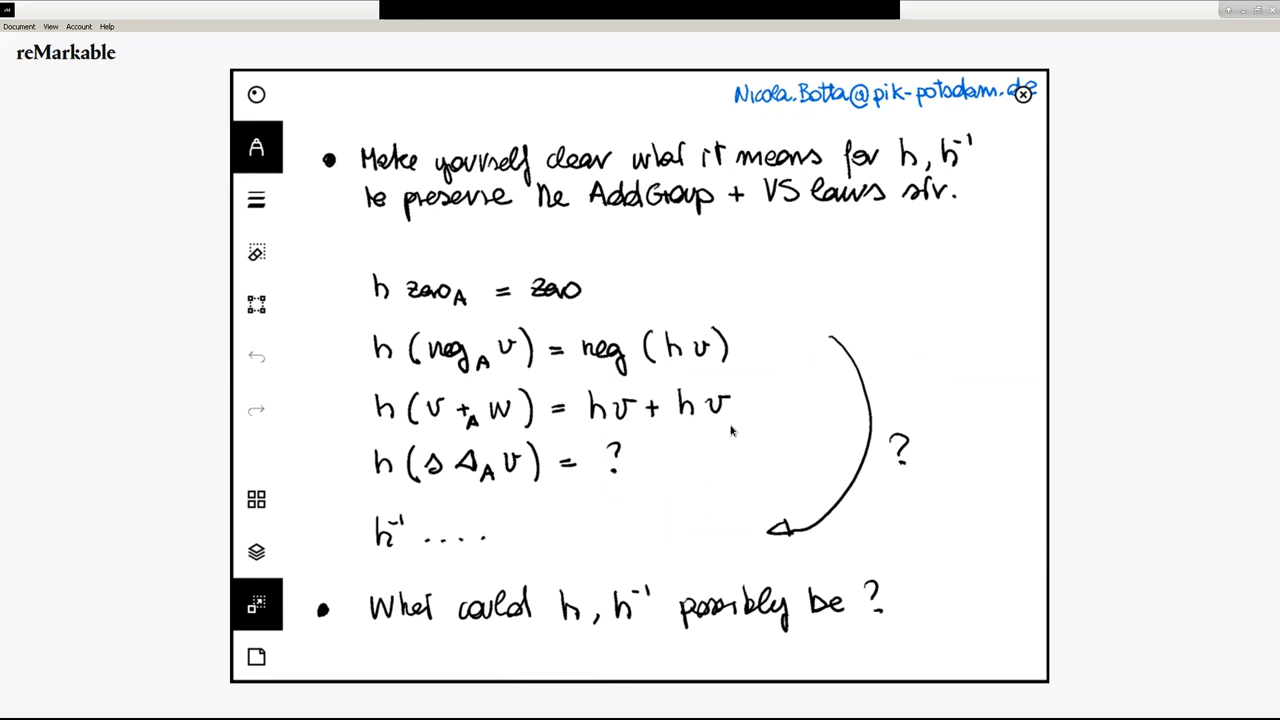 Document View Account Help
reMarkable
Nicola.Botta@pik-potsdam.de
• Make yourself clear what it means for h, h⁻¹
to preserve the AddGroup + VS laws str.
h zero_A = zero
h (neg_A v) = neg (h v)
h (v +_A w) = h v + h v
h (s ◁_A v) = ?
?
h⁻¹ ....
• What could h, h⁻¹ possibly be ?